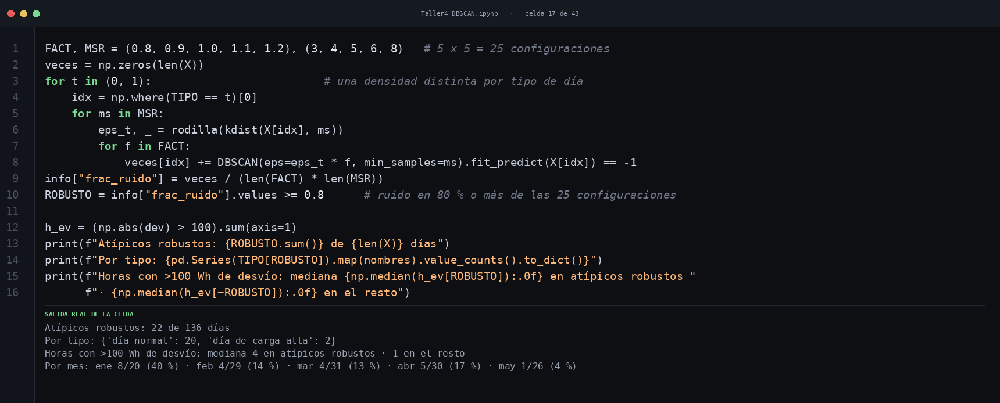 Taller4_DBSCAN.ipynb · celda 17 de 43
1 FACT, MSR = (0.8, 0.9, 1.0, 1.1, 1.2), (3, 4, 5, 6, 8)   # 5 x 5 = 25 configuraciones
2 veces = np.zeros(len(X))
3 for t in (0, 1):                          # una densidad distinta por tipo de día
4     idx = np.where(TIPO == t)[0]
5     for ms in MSR:
6         eps_t, _ = rodilla(kdist(X[idx], ms))
7         for f in FACT:
8             veces[idx] += DBSCAN(eps=eps_t * f, min_samples=ms).fit_predict(X[idx]) == -1
9 info["frac_ruido"] = veces / (len(FACT) * len(MSR))
10 ROBUSTO = info["frac_ruido"].values >= 0.8      # ruido en 80 % o más de las 25 configuraciones
11
12 h_ev = (np.abs(dev) > 100).sum(axis=1)
13 print(f"Atípicos robustos: {ROBUSTO.sum()} de {len(X)} días")
14 print(f"Por tipo: {pd.Series(TIPO[ROBUSTO]).map(nombres).value_counts().to_dict()}")
15 print(f"Horas con >100 Wh de desvío: mediana {np.median(h_ev[ROBUSTO]):.0f} en atípicos robustos "
16       f"· {np.median(h_ev[~ROBUSTO]):.0f} en el resto")
SALIDA REAL DE LA CELDA
Atípicos robustos: 22 de 136 días
Por tipo: {'día normal': 20, 'día de carga alta': 2}
Horas con >100 Wh de desvío: mediana 4 en atípicos robustos · 1 en el resto
Por mes: ene 8/20 (40 %) · feb 4/29 (14 %) · mar 4/31 (13 %) · abr 5/30 (17 %) · may 1/26 (4 %)